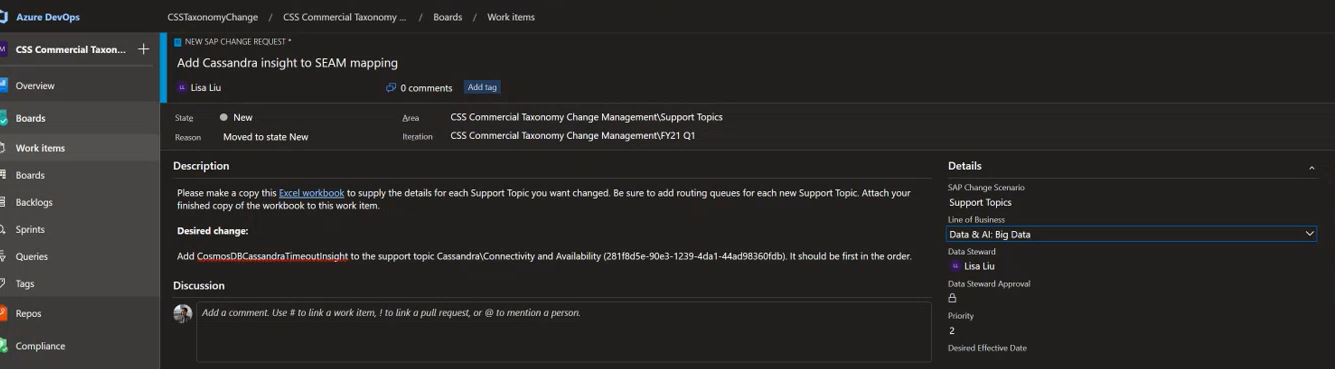 Azure DevOps
CSSTaxonomyChange / CSS Commercial Taxonomy ... / Boards / Work items
CSS Commercial Taxon...
Overview
Boards
Work items
Boards
Backlogs
Sprints
Queries
Tags
Repos
Compliance
NEW SAP CHANGE REQUEST *
Add Cassandra insight to SEAM mapping
LL Lisa Liu 0 comments Add tag
State New
Area CSS Commercial Taxonomy Change Management\Support Topics
Reason Moved to state New
Iteration CSS Commercial Taxonomy Change Management\FY21 Q1
Description
Please make a copy this Excel workbook to supply the details for each Support Topic you want changed. Be sure to add routing queues for each new Support Topic. Attach your
finished copy of the workbook to this work item.
Desired change:
Add CosmosDBCassandraTimeoutInsight to the support topic Cassandra\Connectivity and Availability (281f8d5e-90e3-1239-4da1-44ad98360fdb). It should be first in the order.
Discussion
Add a comment. Use # to link a work item, ! to link a pull request, or @ to mention a person.
Details
SAP Change Scenario
Support Topics
Line of Business
Data & AI: Big Data
Data Steward
LL Lisa Liu
Data Steward Approval
Priority
2
Desired Effective Date